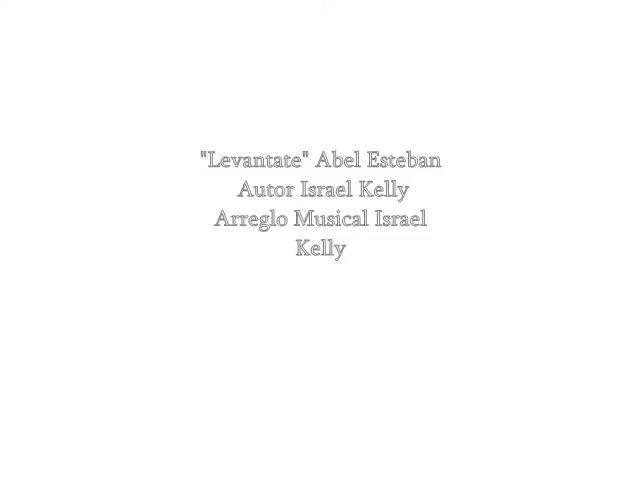 "Levantate" Abel Esteban
Autor Israel Kelly
Arreglo Musical Israel
Kelly